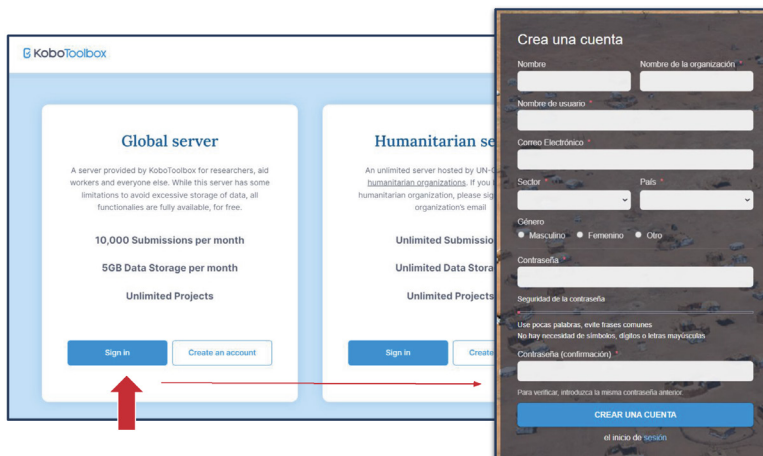 KoboToolbox
Global server
A server provided by KoboToolbox for researchers, aid
workers and everyone else. While this server has some
limitations to avoid excessive storage of data, all
functionalies are fully available, for free.
10,000 Submissions per month
5GB Data Storage per month
Unlimited Projects
Sign in
Create an account
Humanitarian se
An unlimited server hosted by UN-
humanitarian organizations. If you
humanitarian organization, please sig
organization's email
Unlimited Submissio
Unlimited Data Stora
Unlimited Projects
Sign in
Create
Crea una cuenta
Nombre
Nombre de la organización *
Nombre de usuario *
Correo Electrónico *
Sector *
País *
Género
Masculino Femenino Otro
Contraseña *
Seguridad de la contraseña
Use pocas palabras, evite frases comunes
No hay necesidad de símbolos, dígitos o letras mayúsculas
Contraseña (confirmación) *
Para verificar, introduzca la misma contraseña anterior.
CREAR UNA CUENTA
el inicio de sesión